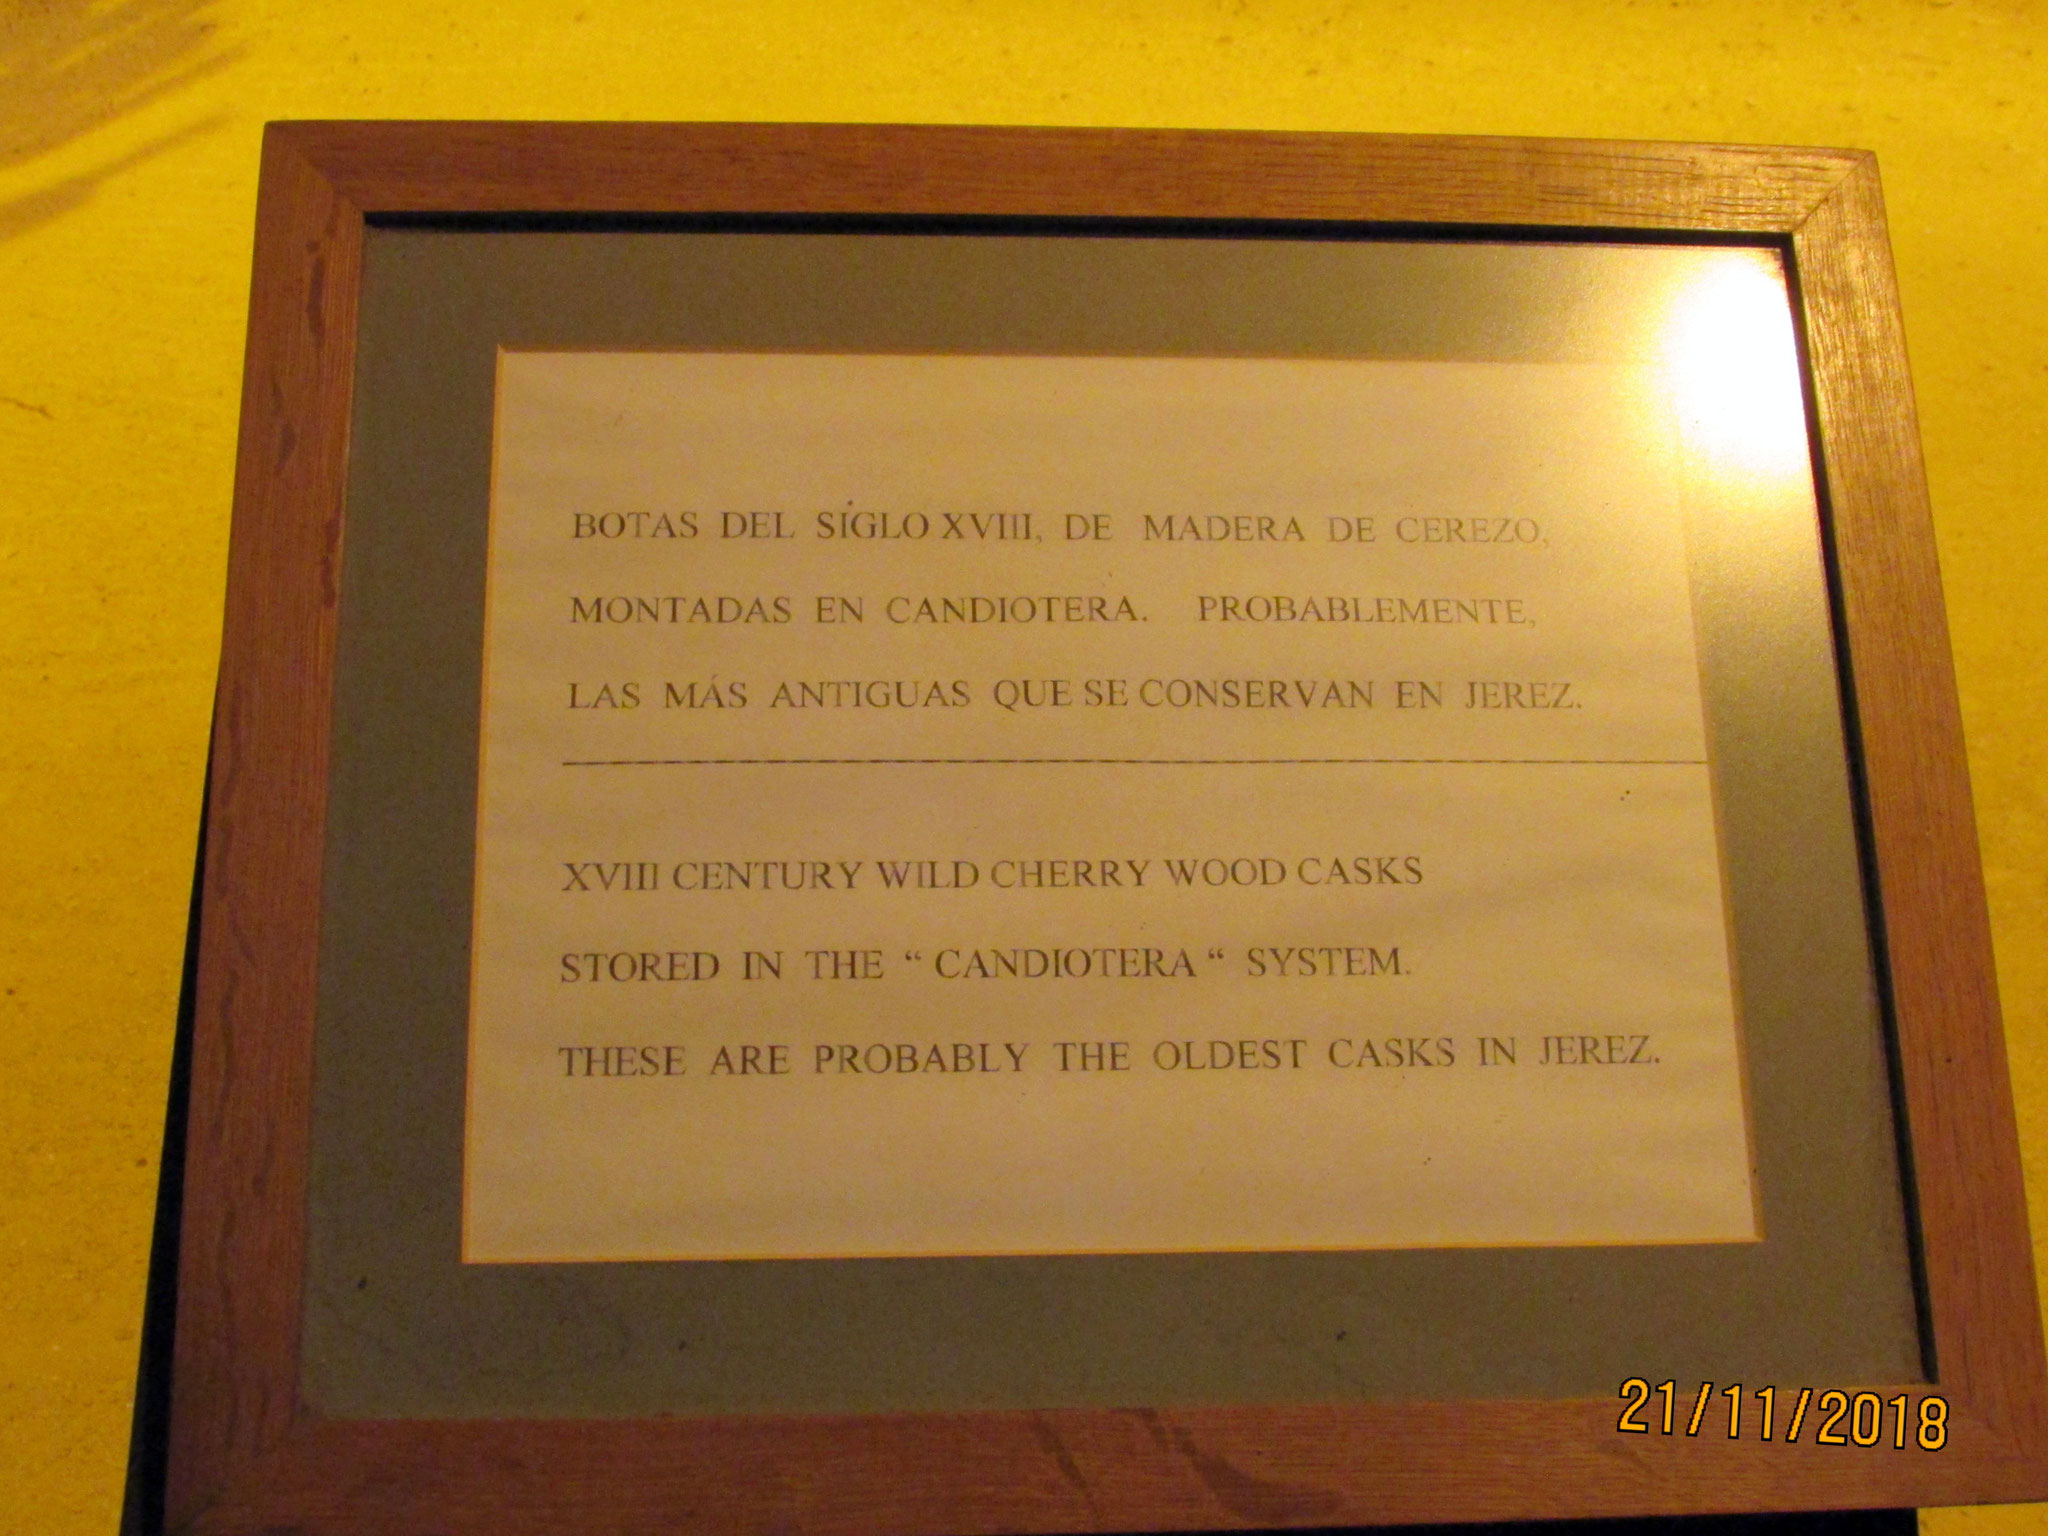 BOTAS DEL SIGLO XVIII, DE MADERA DE CEREZO,
MONTADAS EN CANDIOTERA. PROBABLEMENTE,
LAS MÁS ANTIGUAS QUE SE CONSERVAN EN JEREZ.
XVIII CENTURY WILD CHERRY WOOD CASKS
STORED IN THE “ CANDIOTERA “ SYSTEM.
THESE ARE PROBABLY THE OLDEST CASKS IN JEREZ.
21/11/2018